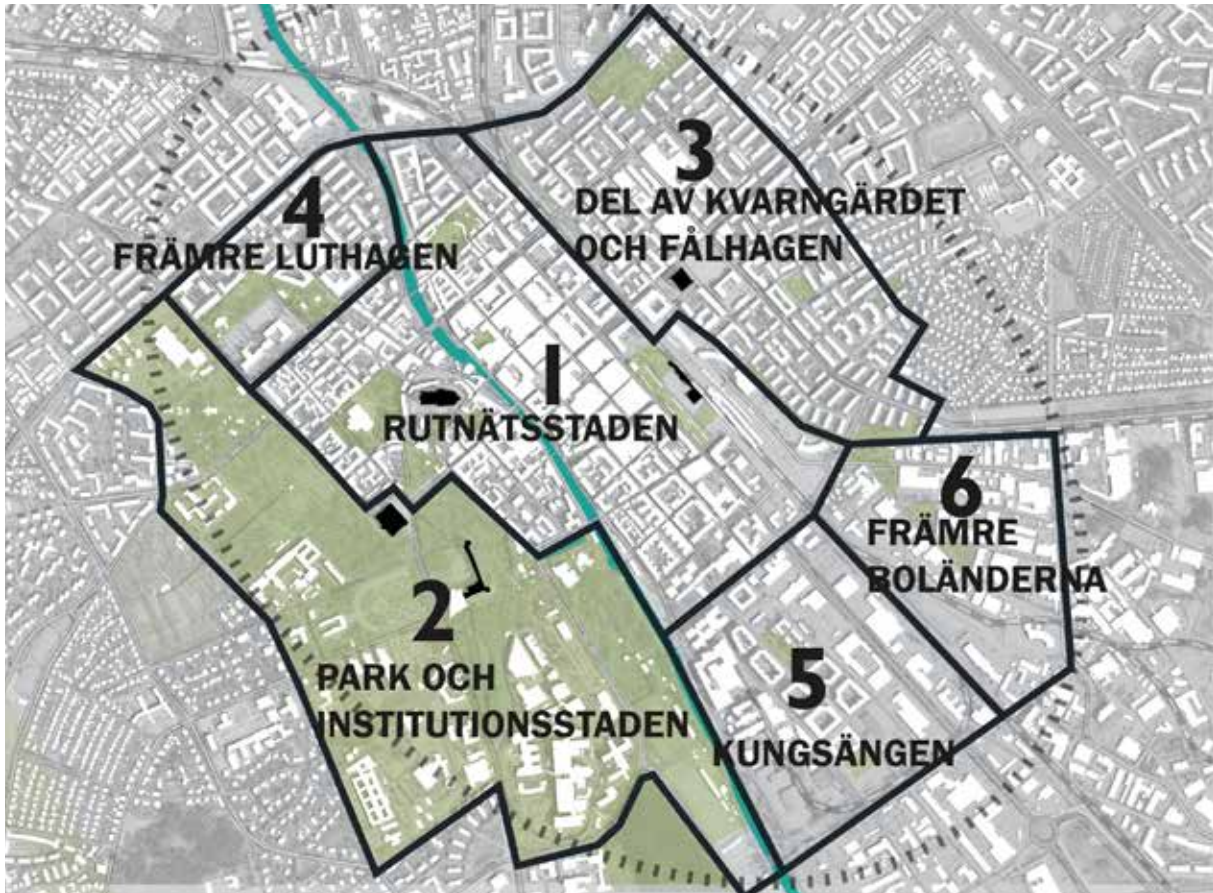 3
DEL AV KVARNGÄRDET
OCH FÅLHAGEN
4
FRÄMRE LUTHAGEN
1
RUTNÄTSSTADEN
6
FRÄMRE
BOLÄNDERNA
2
PARK OCH
INSTITUTIONSSTADEN
5
KUNGSÄNGEN